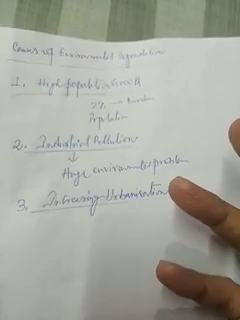 Causes of Environmental Degradation
1. High population Growth
2% → 
Population
2. Industrial Pollution
↓
Huge environmental problem
3. Increasing Urbanisation